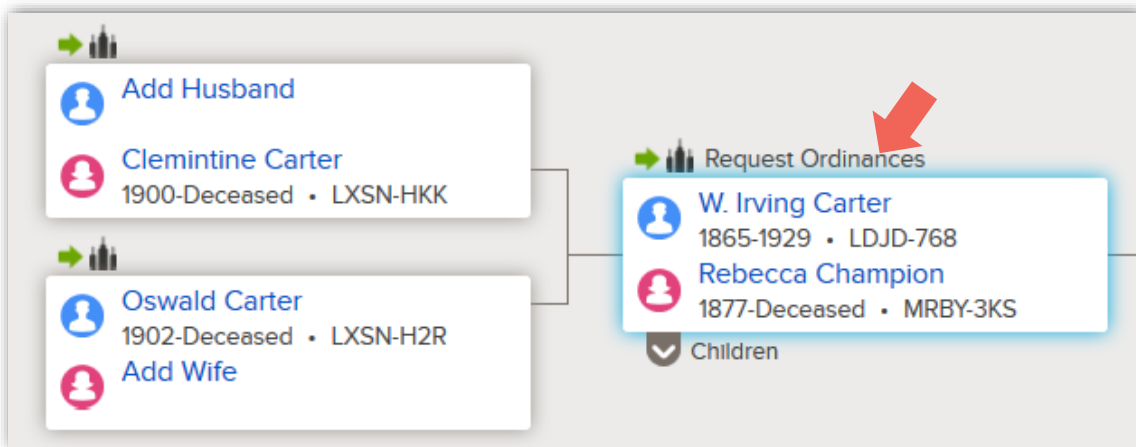 Add Husband
Clemintine Carter
1900-Deceased • LXSN-HKK
Oswald Carter
1902-Deceased • LXSN-H2R
Add Wife
Request Ordinances
W. Irving Carter
1865-1929 • LDJD-768
Rebecca Champion
1877-Deceased • MRBY-3KS
Children